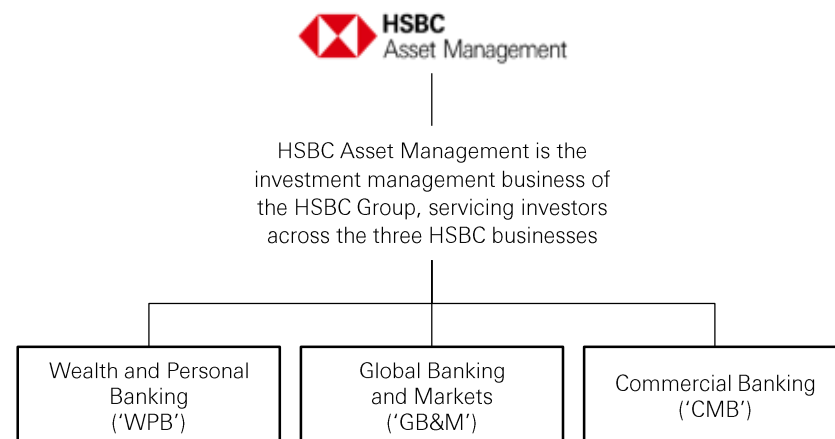 HSBC
Asset Management
HSBC Asset Management is the
investment management business of
the HSBC Group, servicing investors
across the three HSBC businesses
Wealth and Personal
Banking
(‘WPB’)
Global Banking
and Markets
(‘GB&M’)
Commercial Banking
(‘CMB’)